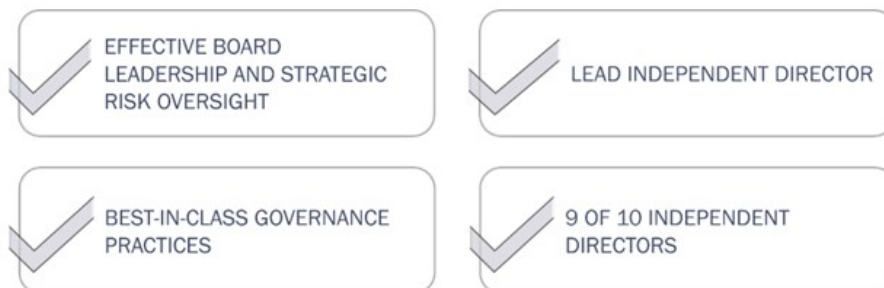 EFFECTIVE BOARD
LEADERSHIP AND STRATEGIC
RISK OVERSIGHT
LEAD INDEPENDENT DIRECTOR
BEST-IN-CLASS GOVERNANCE
PRACTICES
9 OF 10 INDEPENDENT
DIRECTORS